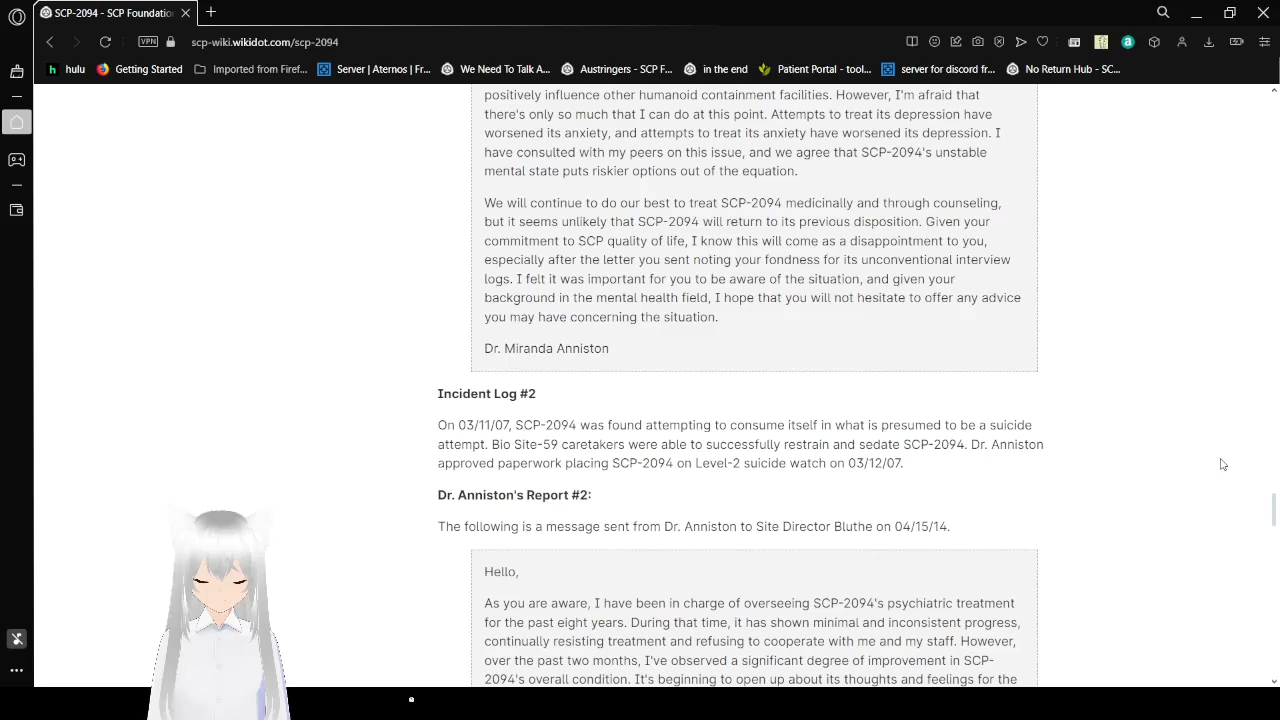 SCP-2094 - SCP Foundatio
VPN
scp-wiki.wikidot.com/scp-2094
a
h hulu
Getting Started
Imported from Firef...
Server | Aternos | Fr...
We Need To Talk A...
Austringers - SCP F...
in the end
Patient Portal - tool...
server for discord fr...
No Return Hub - SC...
positively influence other humanoid containment facilities. However, I'm afraid that
there's only so much that I can do at this point. Attempts to treat its depression have
worsened its anxiety, and attempts to treat its anxiety have worsened its depression. I
have consulted with my peers on this issue, and we agree that SCP-2094's unstable
mental state puts riskier options out of the equation.
We will continue to do our best to treat SCP-2094 medicinally and through counseling,
but it seems unlikely that SCP-2094 will return to its previous disposition. Given your
commitment to SCP quality of life, I know this will come as a disappointment to you,
especially after the letter you sent noting your fondness for its unconventional interview
logs. I felt it was important for you to be aware of the situation, and given your
background in the mental health field, I hope that you will not hesitate to offer any advice
you may have concerning the situation.
Dr. Miranda Anniston
Incident Log #2
On 03/11/07, SCP-2094 was found attempting to consume itself in what is presumed to be a suicide
attempt. Bio Site-59 caretakers were able to successfully restrain and sedate SCP-2094. Dr. Anniston
approved paperwork placing SCP-2094 on Level-2 suicide watch on 03/12/07.
Dr. Anniston's Report #2:
The following is a message sent from Dr. Anniston to Site Director Bluthe on 04/15/14.
Hello,
As you are aware, I have been in charge of overseeing SCP-2094's psychiatric treatment
for the past eight years. During that time, it has shown minimal and inconsistent progress,
continually resisting treatment and refusing to cooperate with me and my staff. However,
over the past two months, I've observed a significant degree of improvement in SCP-
2094's overall condition. It's beginning to open up about its thoughts and feelings for the